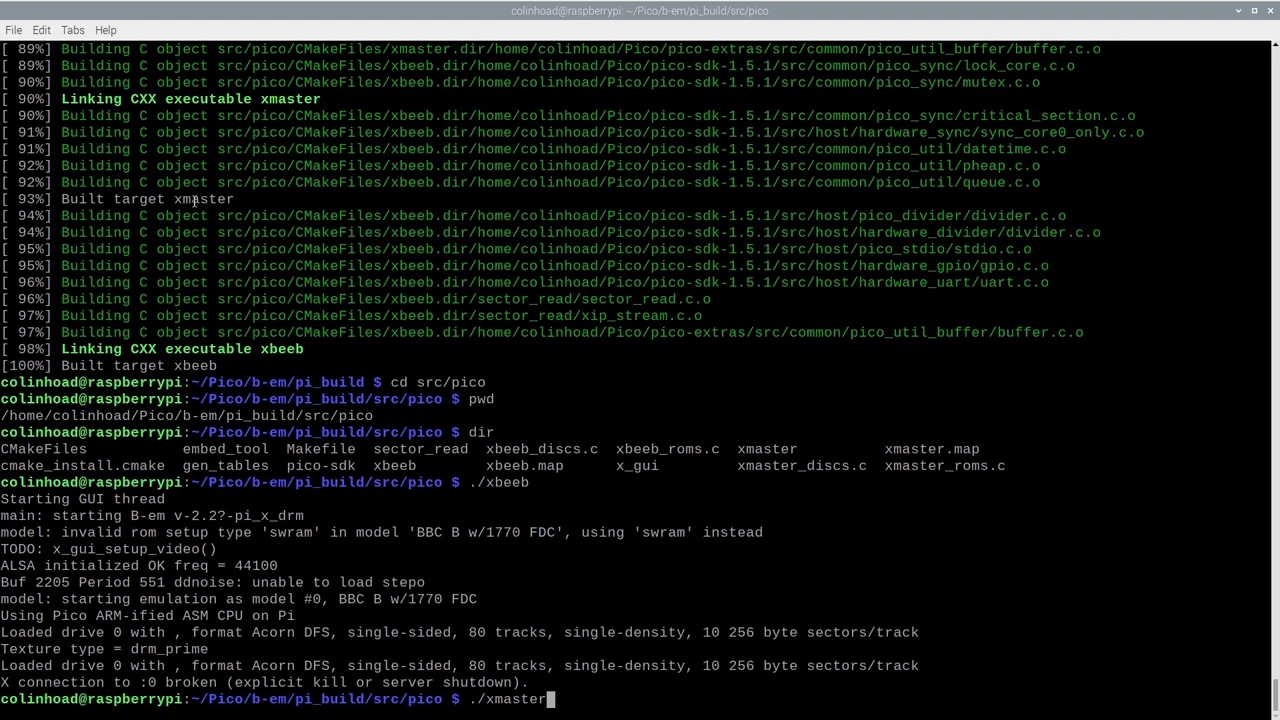 colinhoad@raspberrypi: ~/Pico/b-em/pi_build/src/pico
File Edit Tabs Help
[ 89%] Building C object src/pico/CMakeFiles/xmaster.dir/home/colinhoad/Pico/pico-extras/src/common/pico_util_buffer/buffer.c.o
[ 89%] Building C object src/pico/CMakeFiles/xbeeb.dir/home/colinhoad/Pico/pico-sdk-1.5.1/src/common/pico_sync/lock_core.c.o
[ 90%] Building C object src/pico/CMakeFiles/xbeeb.dir/home/colinhoad/Pico/pico-sdk-1.5.1/src/common/pico_sync/mutex.c.o
[ 90%] Linking CXX executable xmaster
[ 90%] Building C object src/pico/CMakeFiles/xbeeb.dir/home/colinhoad/Pico/pico-sdk-1.5.1/src/common/pico_sync/critical_section.c.o
[ 91%] Building C object src/pico/CMakeFiles/xbeeb.dir/home/colinhoad/Pico/pico-sdk-1.5.1/src/host/hardware_sync/sync_core0_only.c.o
[ 91%] Building C object src/pico/CMakeFiles/xbeeb.dir/home/colinhoad/Pico/pico-sdk-1.5.1/src/common/pico_util/datetime.c.o
[ 92%] Building C object src/pico/CMakeFiles/xbeeb.dir/home/colinhoad/Pico/pico-sdk-1.5.1/src/common/pico_util/pheap.c.o
[ 92%] Building C object src/pico/CMakeFiles/xbeeb.dir/home/colinhoad/Pico/pico-sdk-1.5.1/src/common/pico_util/queue.c.o
[ 93%] Built target xmaster
[ 94%] Building C object src/pico/CMakeFiles/xbeeb.dir/home/colinhoad/Pico/pico-sdk-1.5.1/src/host/pico_divider/divider.c.o
[ 94%] Building C object src/pico/CMakeFiles/xbeeb.dir/home/colinhoad/Pico/pico-sdk-1.5.1/src/host/hardware_divider/divider.c.o
[ 95%] Building C object src/pico/CMakeFiles/xbeeb.dir/home/colinhoad/Pico/pico-sdk-1.5.1/src/host/pico_stdio/stdio.c.o
[ 95%] Building C object src/pico/CMakeFiles/xbeeb.dir/home/colinhoad/Pico/pico-sdk-1.5.1/src/host/hardware_gpio/gpio.c.o
[ 96%] Building C object src/pico/CMakeFiles/xbeeb.dir/home/colinhoad/Pico/pico-sdk-1.5.1/src/host/hardware_uart/uart.c.o
[ 96%] Building C object src/pico/CMakeFiles/xbeeb.dir/sector_read/sector_read.c.o
[ 97%] Building C object src/pico/CMakeFiles/xbeeb.dir/sector_read/xip_stream.c.o
[ 97%] Building C object src/pico/CMakeFiles/xbeeb.dir/home/colinhoad/Pico/pico-extras/src/common/pico_util_buffer/buffer.c.o
[ 98%] Linking CXX executable xbeeb
[100%] Built target xbeeb
colinhoad@raspberrypi:~/Pico/b-em/pi_build $ cd src/pico
colinhoad@raspberrypi:~/Pico/b-em/pi_build/src/pico $ pwd
/home/colinhoad/Pico/b-em/pi_build/src/pico
colinhoad@raspberrypi:~/Pico/b-em/pi_build/src/pico $ dir
CMakeFiles embed_tool Makefile sector_read xbeeb_discs.c xbeeb_roms.c xmaster xmaster.map
cmake_install.cmake gen_tables pico-sdk xbeeb xbeeb.map x_gui xmaster_discs.c xmaster_roms.c
colinhoad@raspberrypi:~/Pico/b-em/pi_build/src/pico $ ./xbeeb
Starting GUI thread
main: starting B-em v-2.2?-pi_x_drm
model: invalid rom setup type 'swram' in model 'BBC B w/1770 FDC', using 'swram' instead
TODO: x_gui_setup_video()
ALSA initialized OK freq = 44100
Buf 2205 Period 551 ddnoise: unable to load stepo
model: starting emulation as model #0, BBC B w/1770 FDC
Using Pico ARM-ified ASM CPU on Pi
Loaded drive 0 with , format Acorn DFS, single-sided, 80 tracks, single-density, 10 256 byte sectors/track
Texture type = drm_prime
Loaded drive 0 with , format Acorn DFS, single-sided, 80 tracks, single-density, 10 256 byte sectors/track
X connection to :0 broken (explicit kill or server shutdown).
colinhoad@raspberrypi:~/Pico/b-em/pi_build/src/pico $ ./xmaster